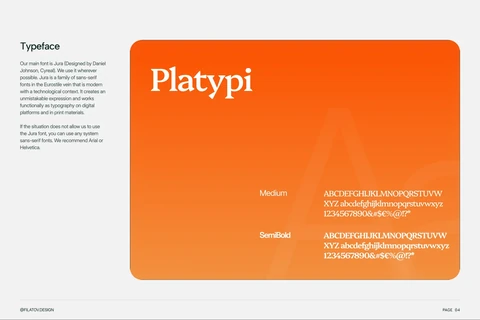 Typeface
Our main font is Jura (Designed by Daniel
Johnson, Cyreal). We use it wherever
possible. Jura is a family of sans-serif
fonts in the Eurostile vein that is modern
with a technological context. It creates an
unmistakable expression and works
functionally as typography on digital
platforms and in print materials.
If the situation does not allow us to use
the Jura font, you can use any system
sans-serif fonts. We recommend Arial or
Helvetica.
Platypi
Medium
ABCDEFGHIJKLMNOPQRSTUVW
XYZ abcdefghijklmnopqrstuvwxyz
1234567890&#$€%@!?*
SemiBold
ABCDEFGHIJKLMNOPQRSTUVW
XYZ abcdefghijklmnopqrstuvwxyz
1234567890&#$€%@!?*
Aa
@FILATOV.DESIGN
PAGE 04